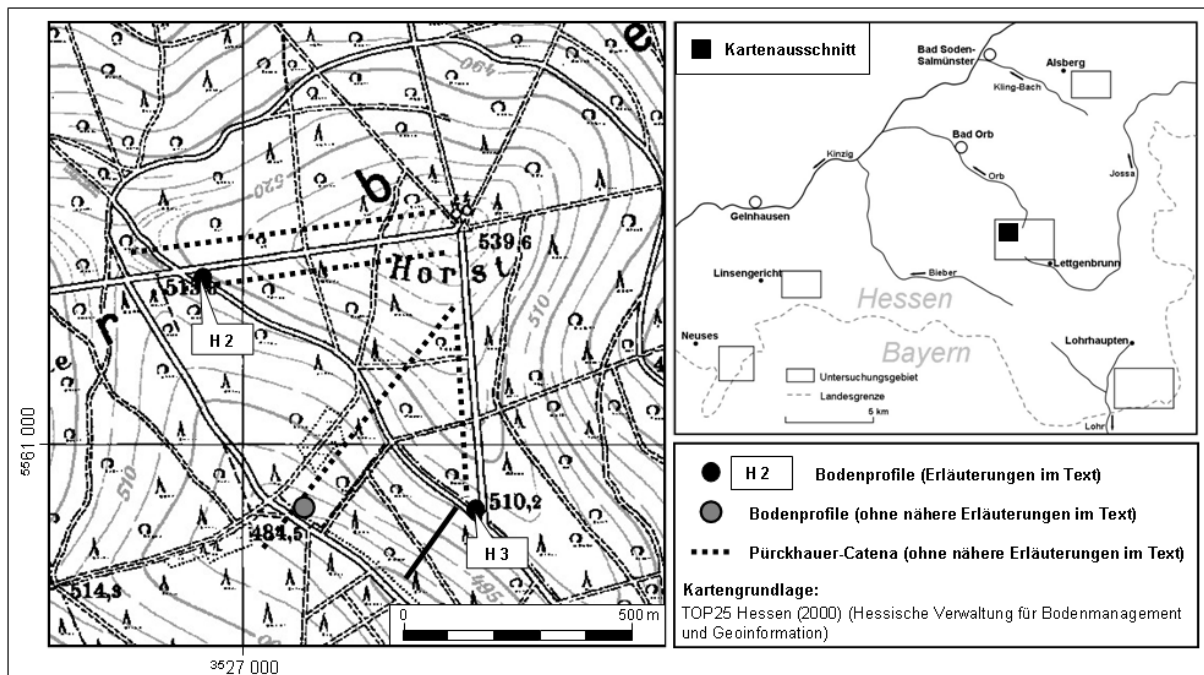 e
490
520
b
539,6
Horst
510
H 2
r
510
⁵⁵61 000
510,2
484,5
H 3
514,3
495
0 500 m
³⁵27 000
Kartenausschnitt
Bad Soden-
Salmünster
Alsberg
Kling-Bach
Bad Orb
Kinzig
Orb
Jossa
Gelnhausen
Lettgenbrunn
Linsengericht
Bieber
Hessen
Neuses
Bayern
Lohrhaupten
Untersuchungsgebiet
Landesgrenze
5 km
Lohr
H 2 Bodenprofile (Erläuterungen im Text)
Bodenprofile (ohne nähere Erläuterungen im Text)
Pürckhauer-Catena (ohne nähere Erläuterungen im Text)
Kartengrundlage:
TOP25 Hessen (2000) (Hessische Verwaltung für Bodenmanagement
und Geoinformation)